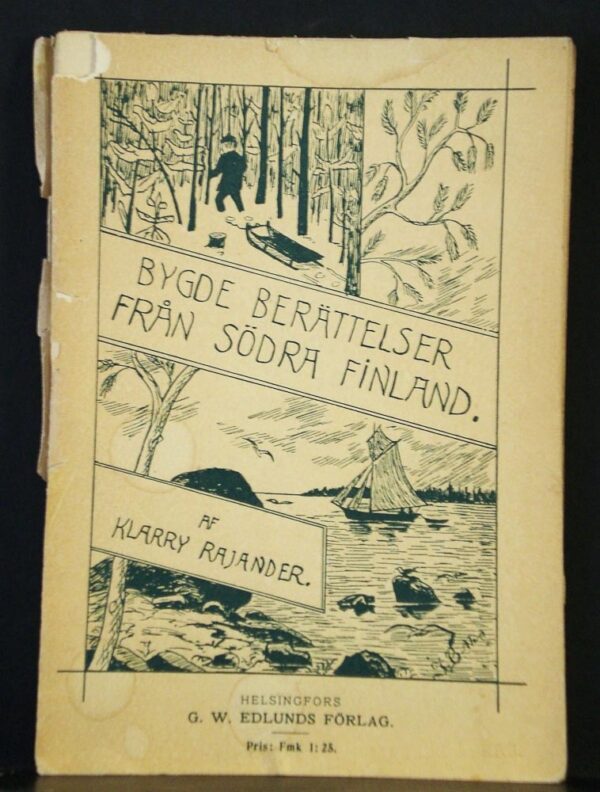 BYGDE BERÄTTELSER
FRÅN SÖDRA FINLAND.
AF
KLARRY RAJANDER.
HELSINGFORS
G. W. EDLUNDS FÖRLAG.
Pris: Fmk 1: 25.